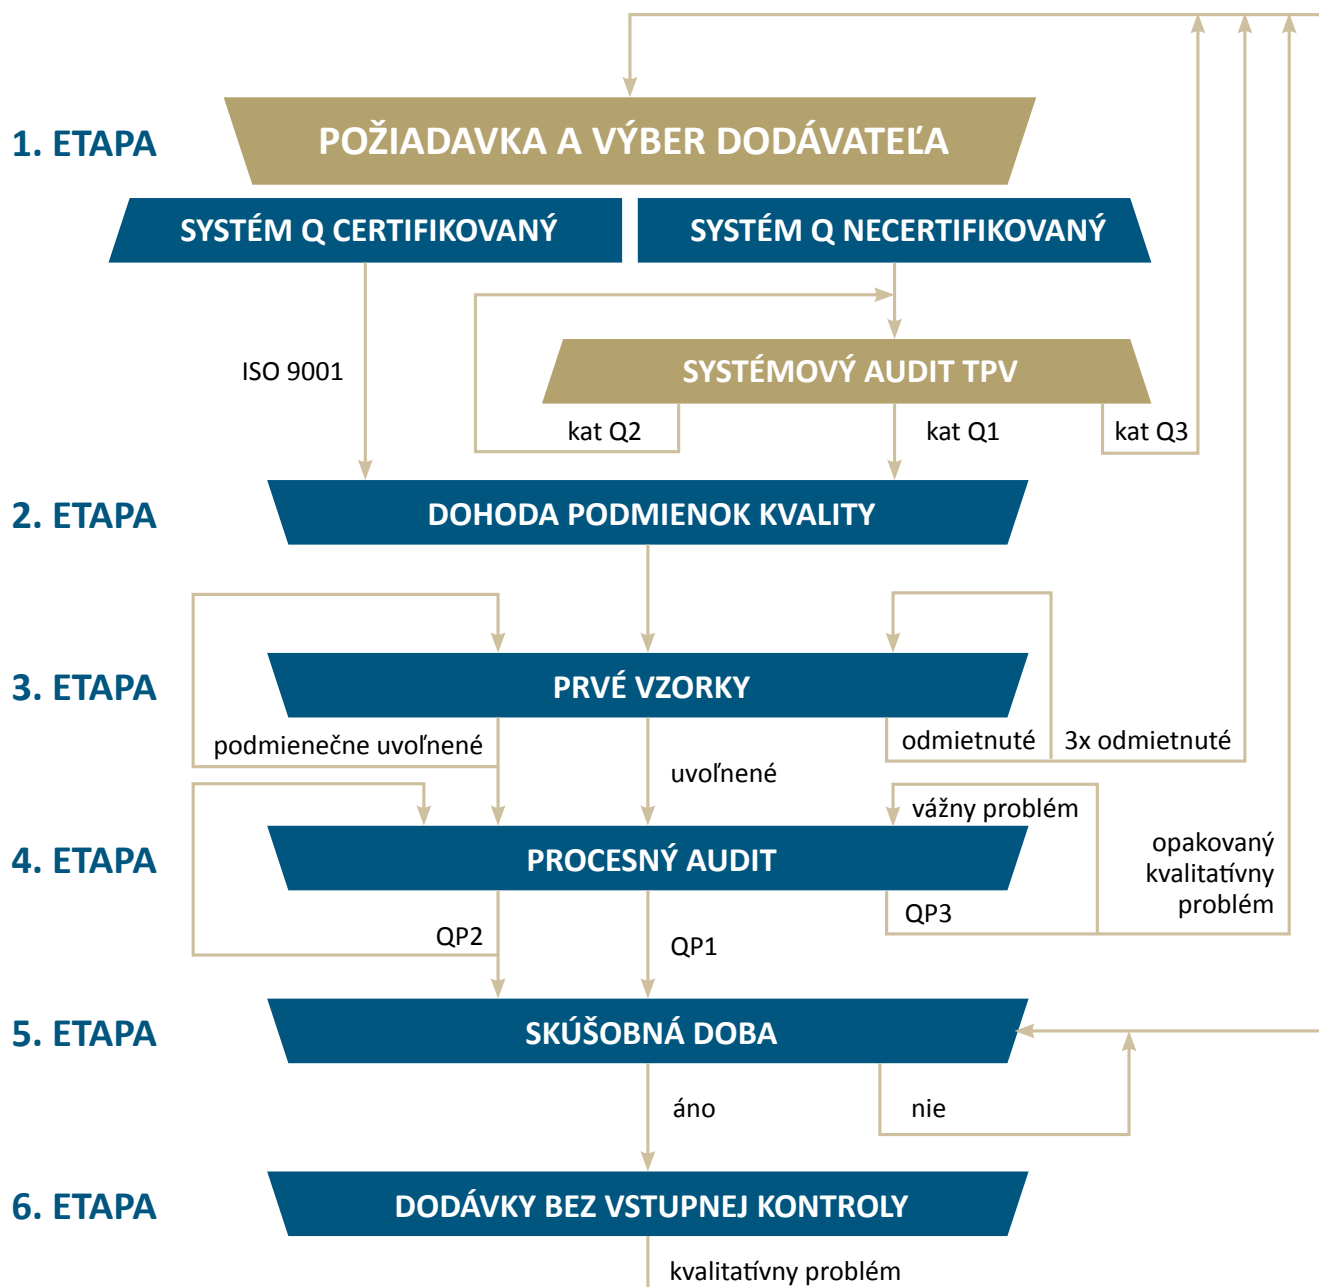 1. ETAPA
POŽIADAVKA A VÝBER DODÁVATEĽA
SYSTÉM Q CERTIFIKOVANÝ
SYSTÉM Q NECERTIFIKOVANÝ
ISO 9001
SYSTÉMOVÝ AUDIT TPV
kat Q2
kat Q1
kat Q3
2. ETAPA
DOHODA PODMIENOK KVALITY
3. ETAPA
PRVÉ VZORKY
podmienečne uvoľnené
uvoľnené
odmietnuté
3x odmietnuté
vážny problém
4. ETAPA
PROCESNÝ AUDIT
opakovaný
kvalitatívny
problém
QP2
QP1
QP3
5. ETAPA
SKÚŠOBNÁ DOBA
áno
nie
6. ETAPA
DODÁVKY BEZ VSTUPNEJ KONTROLY
kvalitatívny problém